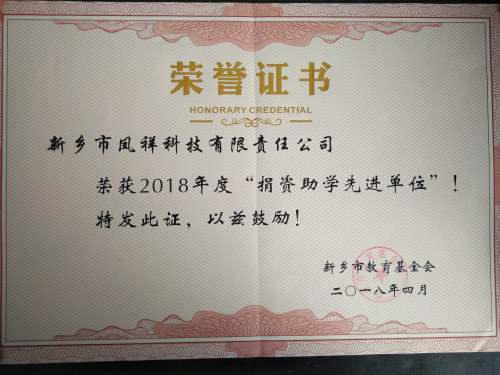 荣誉证书
HONORARY CREDENTIAL
新乡市凤祥科技有限责任公司
荣获2018年度“捐资助学先进单位”！
特发此证，以兹鼓励！
新乡市教育基金会
二〇一八年四月